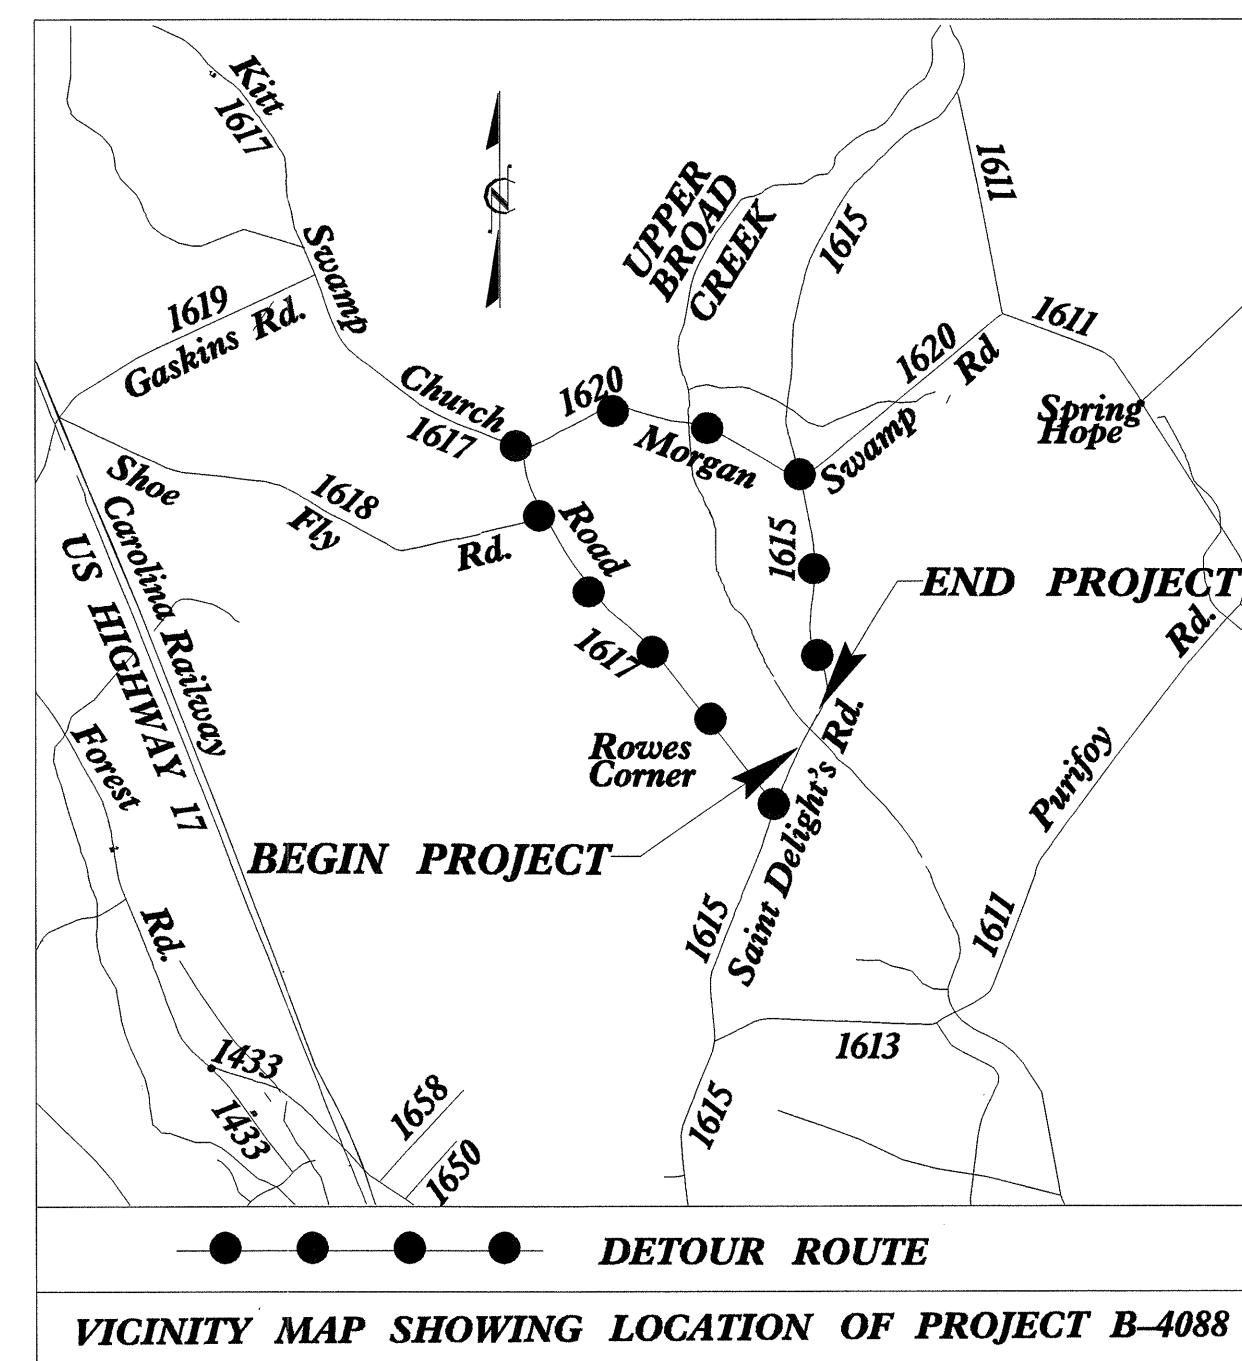 Kitt
1617
Swamp
1619
Gaskins Rd.
Church
1617
1620
Morgan
Swamp
Rd
1620
UPPER
BROAD
CREEK
1615
1611
1611
Spring
Hope
Shoe
1618
Fly
Rd.
Road
1617
1615
END PROJECT
Carolina Railway
US HIGHWAY 17
Rowes
Corner
BEGIN PROJECT
Saint Delight's Rd.
1615
Purifoy
Rd.
1611
Forest
Rd.
1613
1615
1433
1433
1658
1650
DETOUR ROUTE
VICINITY MAP SHOWING LOCATION OF PROJECT B-4088